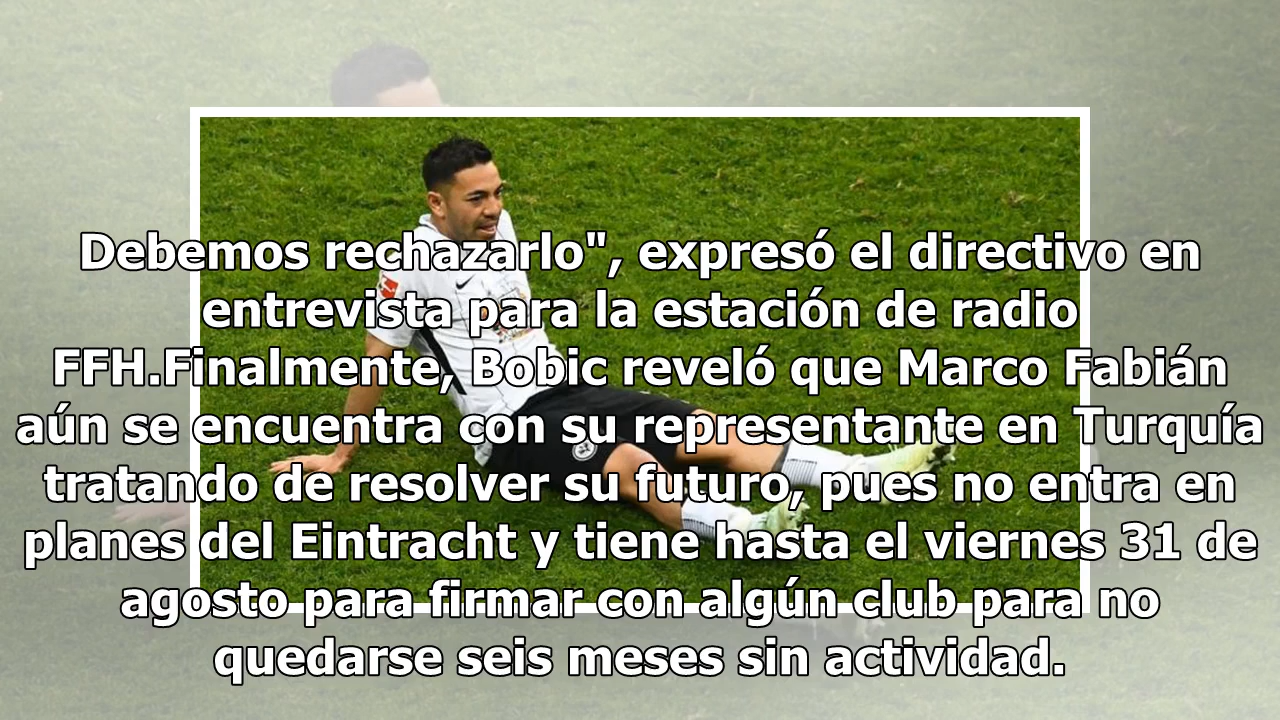 Debemos rechazarlo", expresó el directivo en
entrevista para la estación de radio
FFH.Finalmente, Bobic reveló que Marco Fabián
aún se encuentra con su representante en Turquía
tratando de resolver su futuro, pues no entra en
planes del Eintracht y tiene hasta el viernes 31 de
agosto para firmar con algún club para no
quedarse seis meses sin actividad.